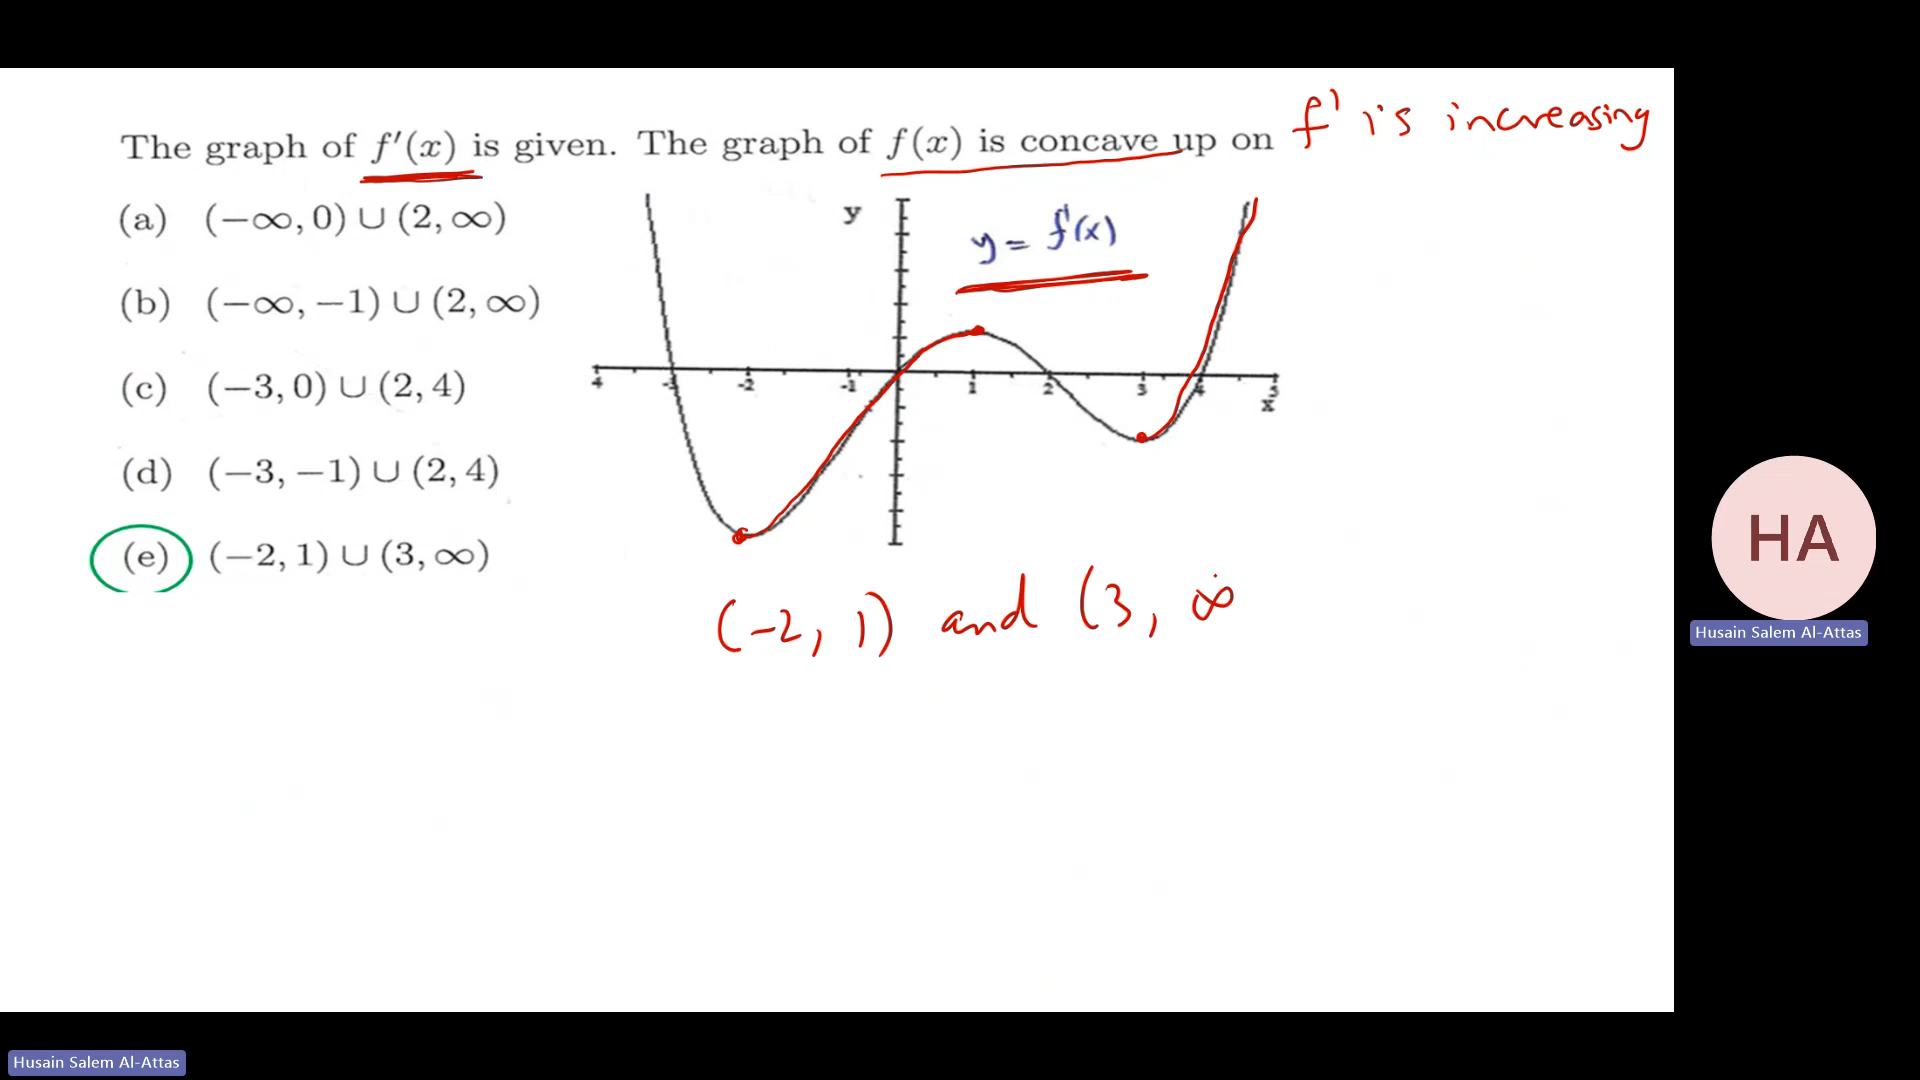 The graph of f′(x) is given. The graph of f(x) is concave up on f' is increasing
(a) (−∞, 0) ∪ (2, ∞)
y
y = f'(x)
(b) (−∞, −1) ∪ (2, ∞)
(c) (−3, 0) ∪ (2, 4)
4 -3 -2 -1 1 2 3 4 5
x
(d) (−3, −1) ∪ (2, 4)
(e) (−2, 1) ∪ (3, ∞)
(-2, 1) and (3, ∞
HA
Husain Salem Al-Attas
Husain Salem Al-Attas